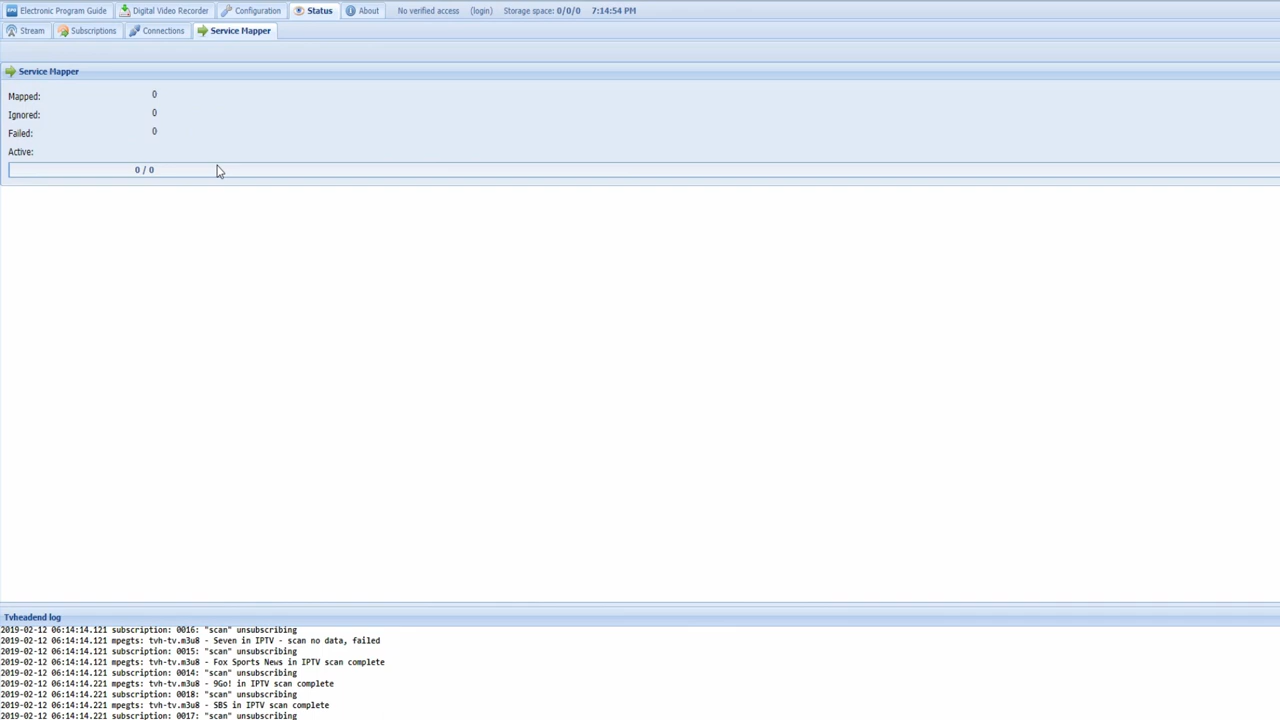 Electronic Program Guide Digital Video Recorder Configuration Status About No verified access (login) Storage space: 0/0/0 7:14:54 PM
Stream Subscriptions Connections Service Mapper
Service Mapper
Mapped: 0
Ignored: 0
Failed: 0
Active:
0 / 0
Tvheadend log
2019-02-12 06:14:14.121 subscription: 0016: "scan" unsubscribing
2019-02-12 06:14:14.121 mpegts: tvh-tv.m3u8 - Seven in IPTV - scan no data, failed
2019-02-12 06:14:14.121 subscription: 0015: "scan" unsubscribing
2019-02-12 06:14:14.121 mpegts: tvh-tv.m3u8 - Fox Sports News in IPTV scan complete
2019-02-12 06:14:14.121 subscription: 0014: "scan" unsubscribing
2019-02-12 06:14:14.221 mpegts: tvh-tv.m3u8 - 9Go! in IPTV scan complete
2019-02-12 06:14:14.221 subscription: 0018: "scan" unsubscribing
2019-02-12 06:14:14.221 mpegts: tvh-tv.m3u8 - SBS in IPTV scan complete
2019-02-12 06:14:14.221 subscription: 0017: "scan" unsubscribing